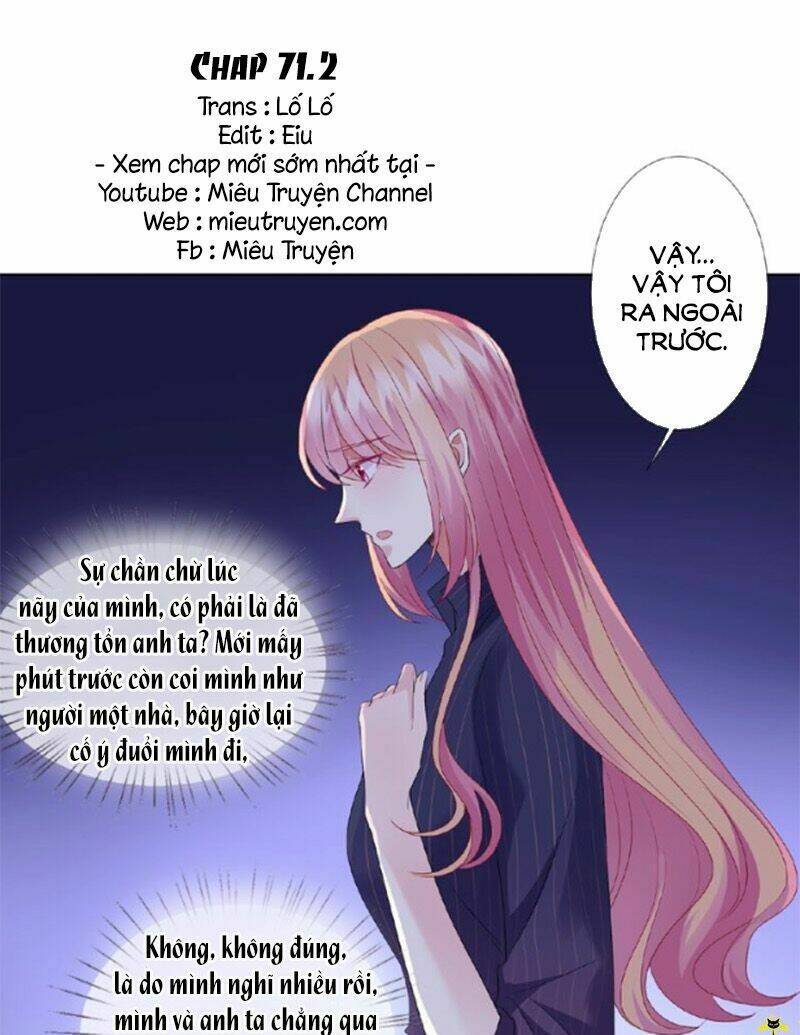 CHAP 71.2
Trans : Lố Lố
Edit : Eiu
- Xem chap mới sớm nhất tại -
Youtube : Miêu Truyện Channel
Web : mieutruyen.com
Fb : Miêu Truyện
VẬY...
VẬY TÔI
RA NGOÀI
TRƯỚC.
Sự chần chừ lúc
nãy của mình, có phải là đã
thương tổn anh ta? Mới mấy
phút trước còn coi mình như
người một nhà, bây giờ lại
cố ý đuổi mình đi,
Không, không đúng,
là do mình nghĩ nhiều rồi,
mình và anh ta chẳng qua